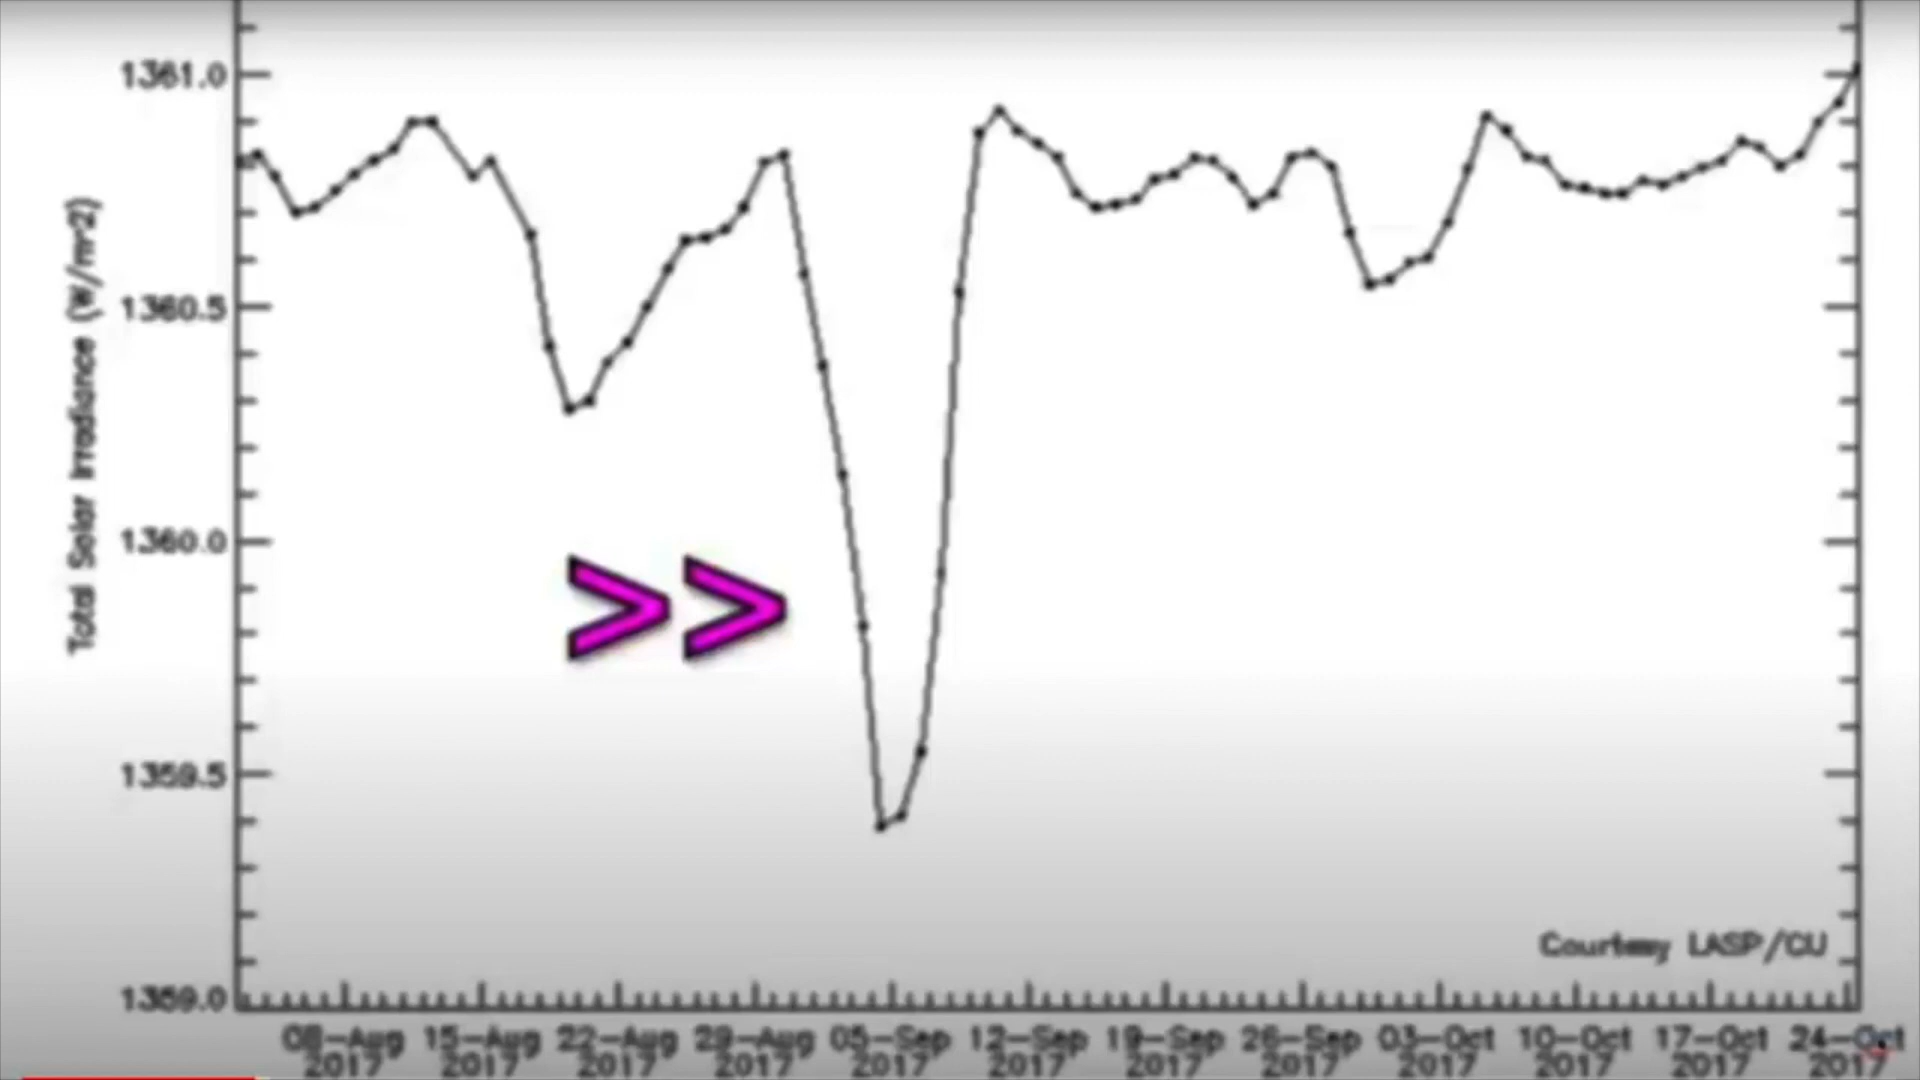 1361.0
1360.5
1360.0
1359.5
1359.0
Total Solar Irradiance (W/m^2)
>>
Courtesy LASP/CU
08-Aug 15-Aug 22-Aug 29-Aug 05-Sep 12-Sep 19-Sep 26-Sep 03-Oct 10-Oct 17-Oct 24-Oct
2017 2017 2017 2017 2017 2017 2017 2017 2017 2017 2017 2017